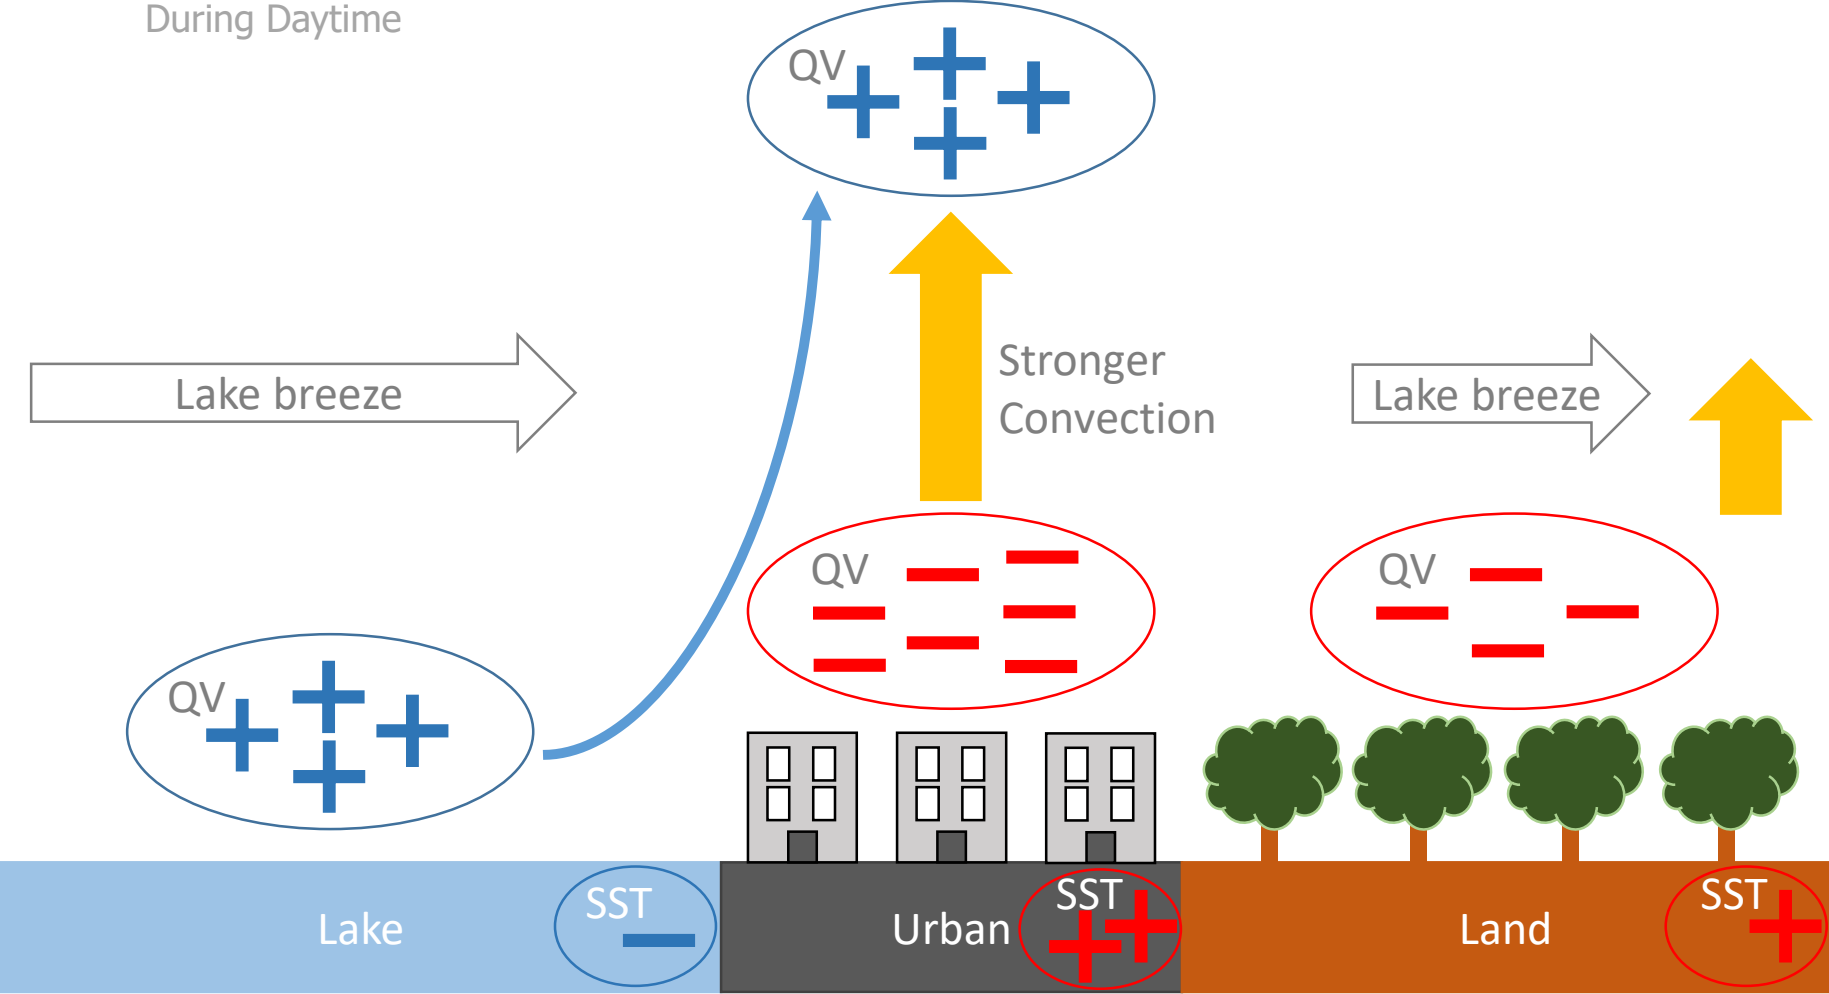 During Daytime
QV
Lake breeze
Stronger
Convection
Lake breeze
QV
QV
QV
SST
Lake
SST
Urban
SST
Land